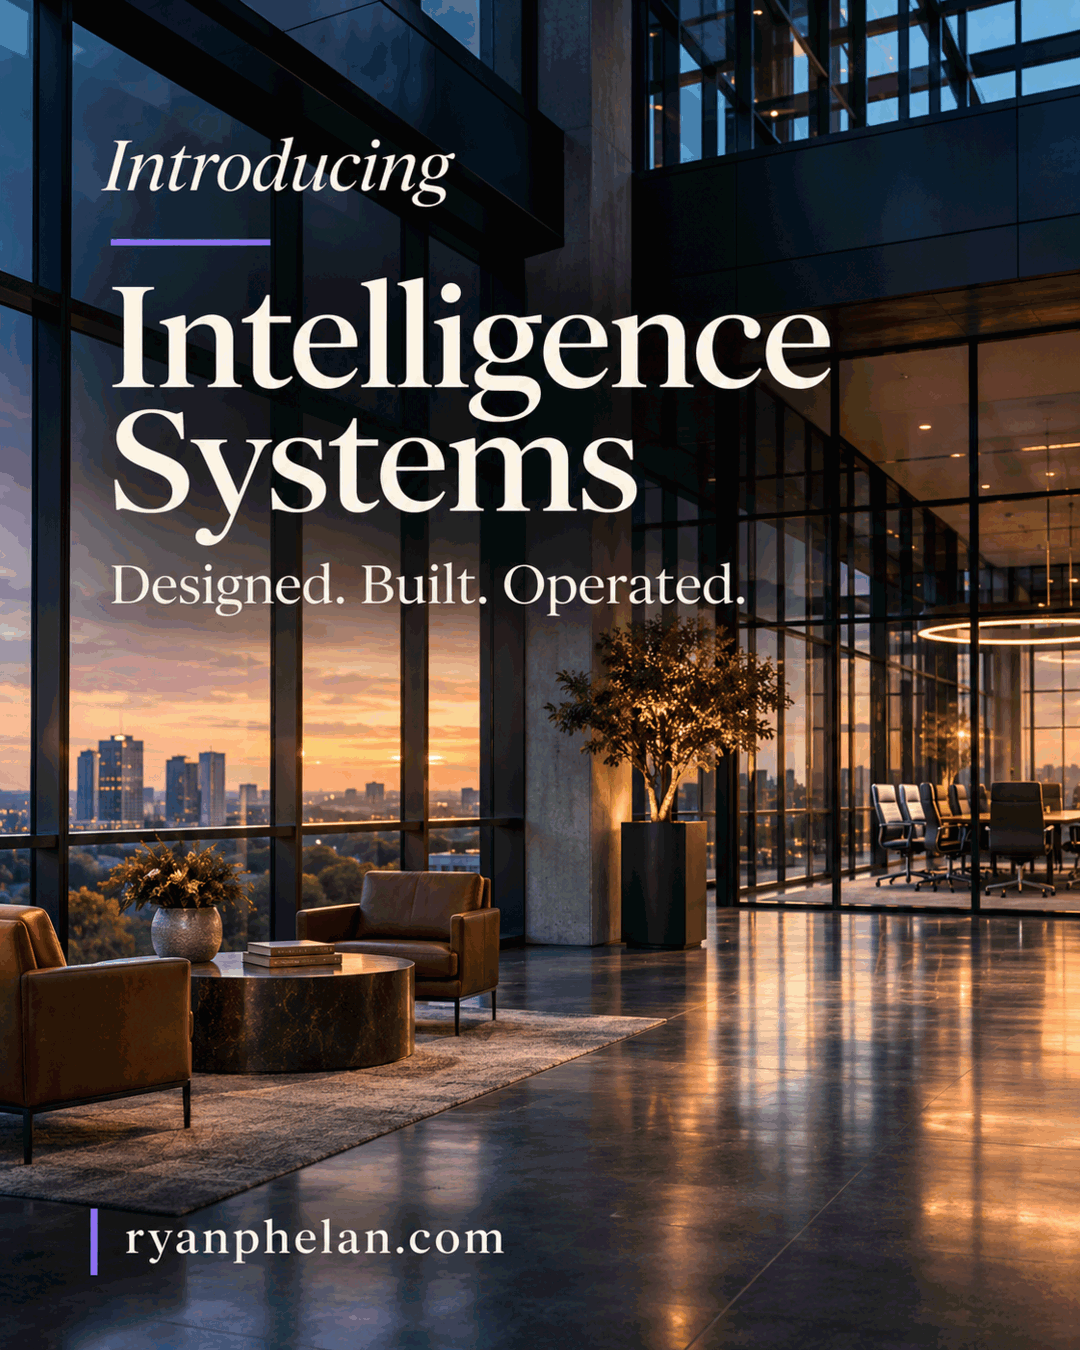 Introducing
Intelligence
Systems
Designed. Built. Operated.
ryanphelan.com